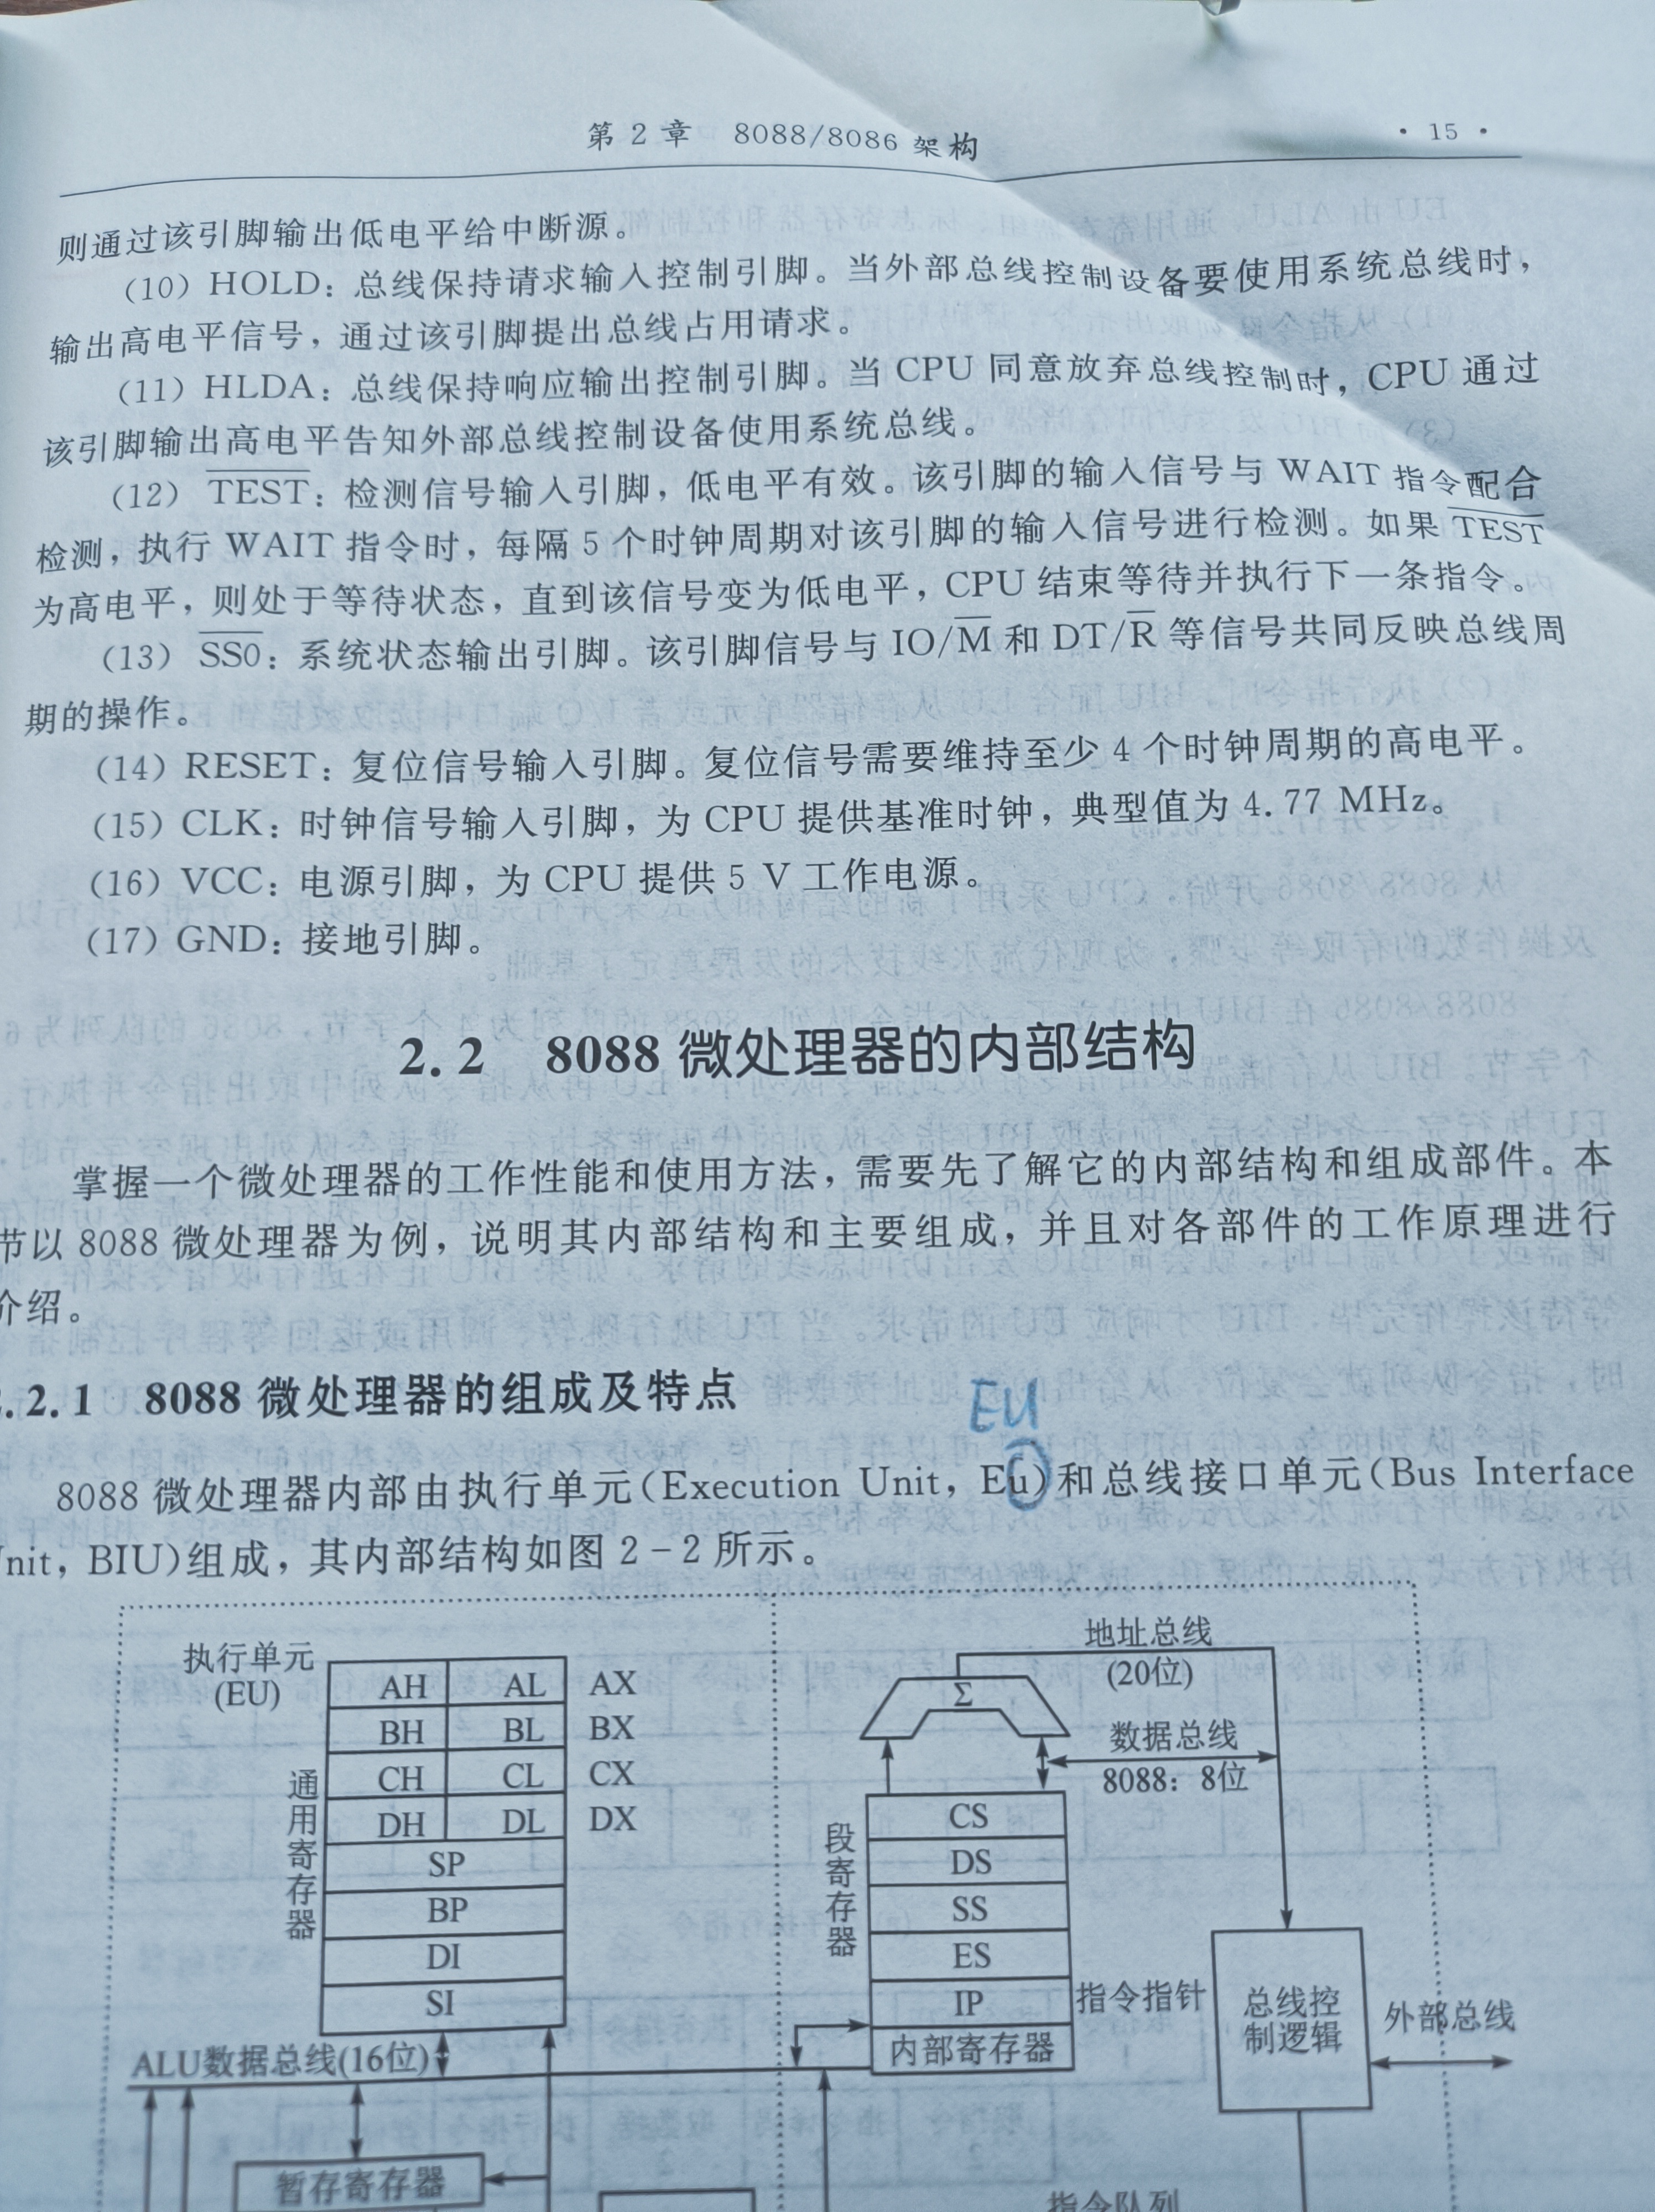 第 2 章 8088/8086 架构 · 15 ·
则通过该引脚输出低电平给中断源。
(10) HOLD: 总线保持请求输入控制引脚。当外部总线控制设备要使用系统总线时,
输出高电平信号, 通过该引脚提出总线占用请求。
(11) HLDA: 总线保持响应输出控制引脚。当 CPU 同意放弃总线控制时, CPU 通过
该引脚输出高电平告知外部总线控制设备使用系统总线。
(12) T̅E̅S̅T̅: 检测信号输入引脚, 低电平有效。该引脚的输入信号与 WAIT 指令配合
检测, 执行 WAIT 指令时, 每隔 5 个时钟周期对该引脚的输入信号进行检测。如果 T̅E̅S̅T̅
为高电平, 则处于等待状态, 直到该信号变为低电平, CPU 结束等待并执行下一条指令。
(13) S̅S̅0̅: 系统状态输出引脚。该引脚信号与 IO/M̅ 和 DT/R̅ 等信号共同反映总线周
期的操作。
(14) RESET: 复位信号输入引脚。复位信号需要维持至少 4 个时钟周期的高电平。
(15) CLK: 时钟信号输入引脚, 为 CPU 提供基准时钟, 典型值为 4.77 MHz。
(16) VCC: 电源引脚, 为 CPU 提供 5 V 工作电源。
(17) GND: 接地引脚。
2.2 8088 微处理器的内部结构
掌握一个微处理器的工作性能和使用方法, 需要先了解它的内部结构和组成部件。本
节以 8088 微处理器为例, 说明其内部结构和主要组成, 并且对各部件的工作原理进行
介绍。
.2.1 8088 微处理器的组成及特点
EU
8088 微处理器内部由执行单元(Execution Unit, Eu)和总线接口单元(Bus Interface
nit, BIU)组成, 其内部结构如图 2-2 所示。
执行单元
(EU)
通用寄存器
AH AL AX
BH BL BX
CH CL CX
DH DL DX
SP
BP
DI
SI
ALU数据总线(16位)
暂存寄存器
地址总线
(20位)
Σ
数据总线
8088: 8位
段寄存器
CS
DS
SS
ES
IP 指令指针
内部寄存器
总线控
制逻辑
外部总线
指令队列